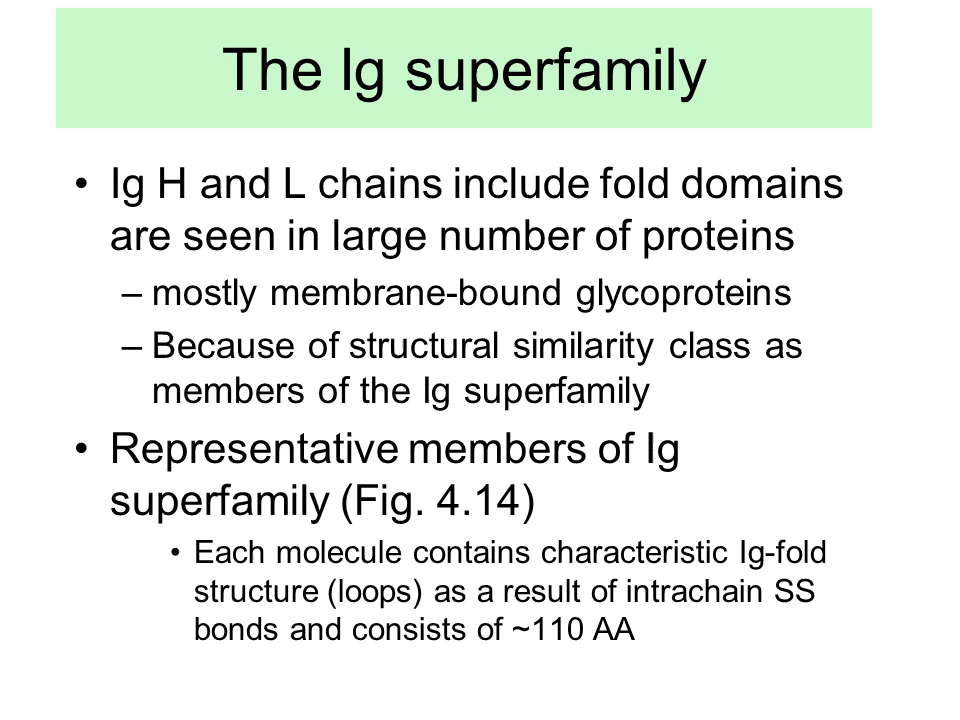 The Ig superfamily
• Ig H and L chains include fold domains
are seen in large number of proteins
– mostly membrane-bound glycoproteins
– Because of structural similarity class as
members of the Ig superfamily
• Representative members of Ig
superfamily (Fig. 4.14)
• Each molecule contains characteristic Ig-fold
structure (loops) as a result of intrachain SS
bonds and consists of ~110 AA